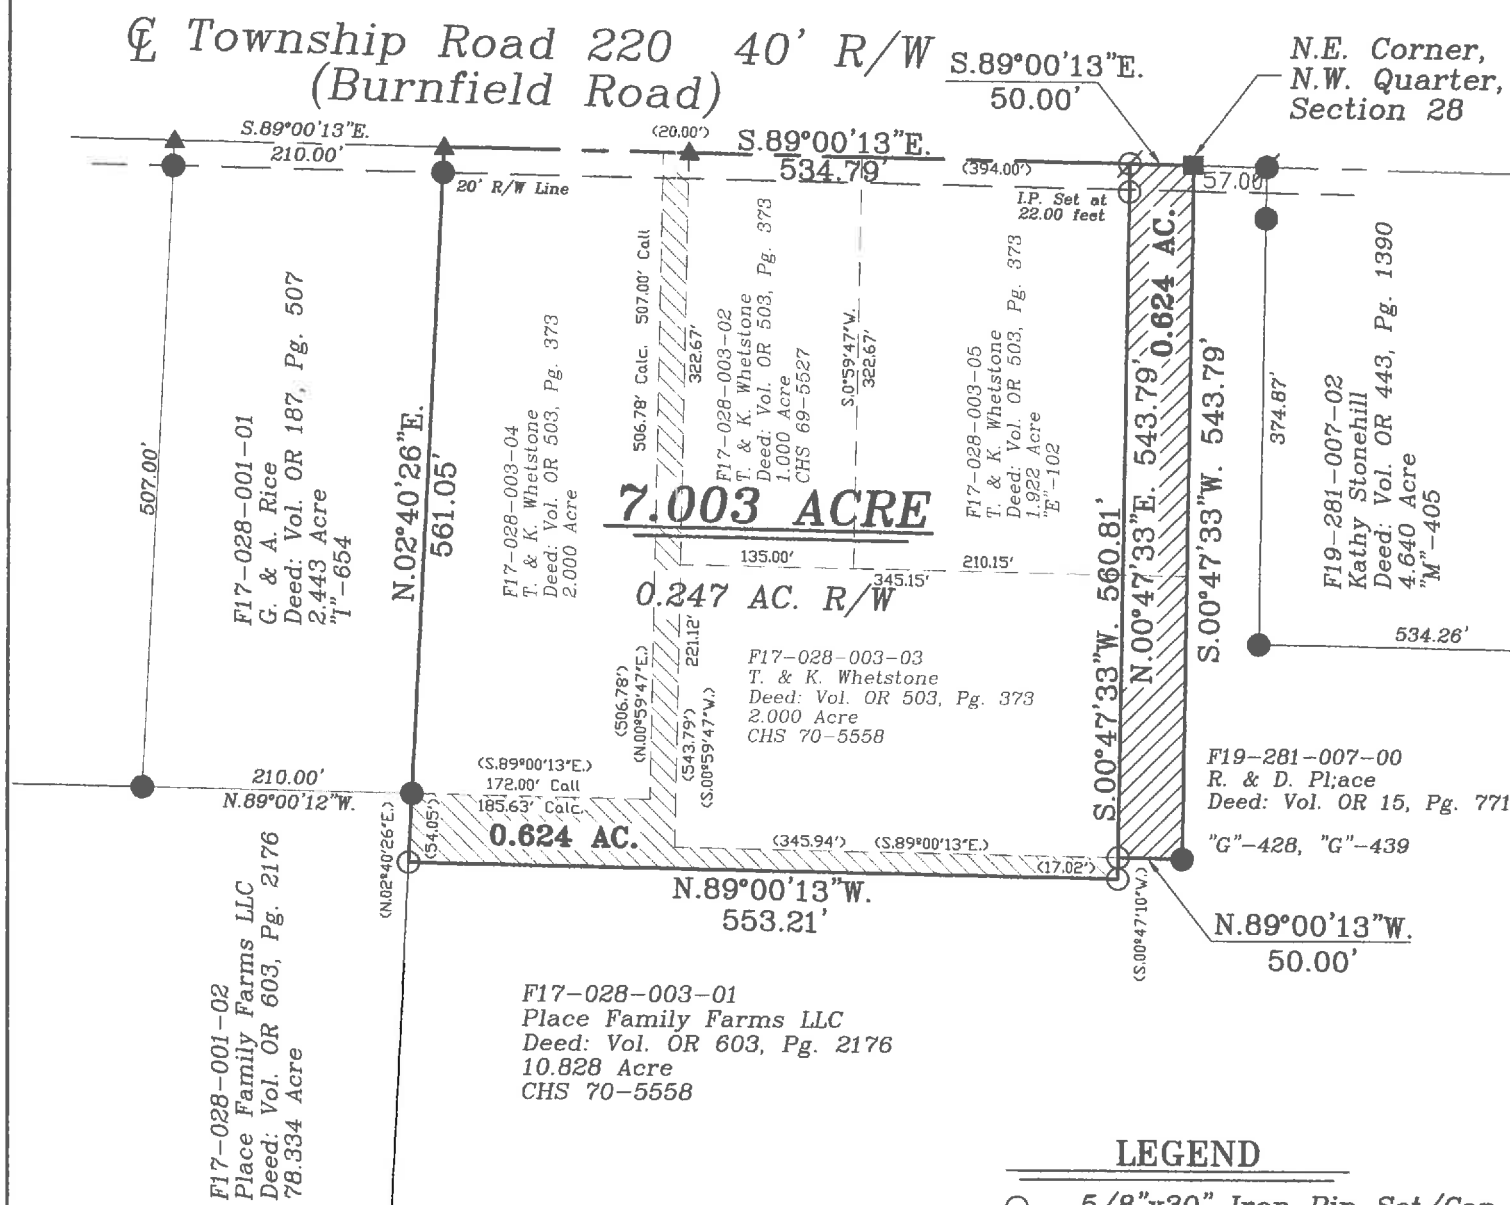 ℄ Township Road 220 40' R/W
(Burnfield Road)
S.89°00'13"E.
50.00'
N.E. Corner,
N.W. Quarter,
Section 28
S.89°00'13"E.
210.00'
(20.00')
S.89°00'13"E.
534.79'
(394.00')
57.00
20' R/W Line
I.P. Set at
22.00 feet
507.00'
F17-028-001-01
G. & A. Rice
Deed: Vol. OR 187, Pg. 507
2.443 Acre
"I"-654
N.02°40'26"E.
561.05'
F17-028-003-04
T. & K. Whetstone
Deed: Vol. OR 503, Pg. 373
2.000 Acre
506.78' Calc. 507.00' Call
322.67'
F17-028-003-02
T. & K. Whetstone
Deed: Vol. OR 503, Pg. 373
1.000 Acre
CHS 69-5527
S.0°59'47"W.
322.67'
F17-028-003-05
T. & K. Whetstone
Deed: Vol. OR 503, Pg. 373
1.922 Acre
"E"-102
0.624 AC.
S.00°47'33"W. 560.81'
N.00°47'33"E. 543.79'
S.00°47'33"W. 543.79'
374.87'
F19-281-007-02
Kathy Stonehill
Deed: Vol OR 443, Pg. 1390
4.640 Acre
"M"-405
534.26'
7.003 ACRE
135.00'
210.15'
345.15'
0.247 AC. R/W
221.12'
(506.78')
(N.00°59'47"E.)
(543.79')
(S.00°59'47"W.)
F17-028-003-03
T. & K. Whetstone
Deed: Vol. OR 503, Pg. 373
2.000 Acre
CHS 70-5558
F19-281-007-00
R. & D. Pl;ace
Deed: Vol. OR 15, Pg. 771
"G"-428, "G"-439
210.00'
N.89°00'12"W.
(S.89°00'13"E.)
172.00' Call
185.63' Calc.
0.624 AC.
(54.05')
(N.02°40'26"E.)
(345.94') (S.89°00'13"E.)
(17.02')
N.89°00'13"W.
553.21'
(S.00°47'10"W.)
N.89°00'13"W.
50.00'
F17-028-001-02
Place Family Farms LLC
Deed: Vol. OR 603, Pg. 2176
78.334 Acre
F17-028-003-01
Place Family Farms LLC
Deed: Vol. OR 603, Pg. 2176
10.828 Acre
CHS 70-5558
LEGEND
5/8"x30" Iron Pin Set/Cap